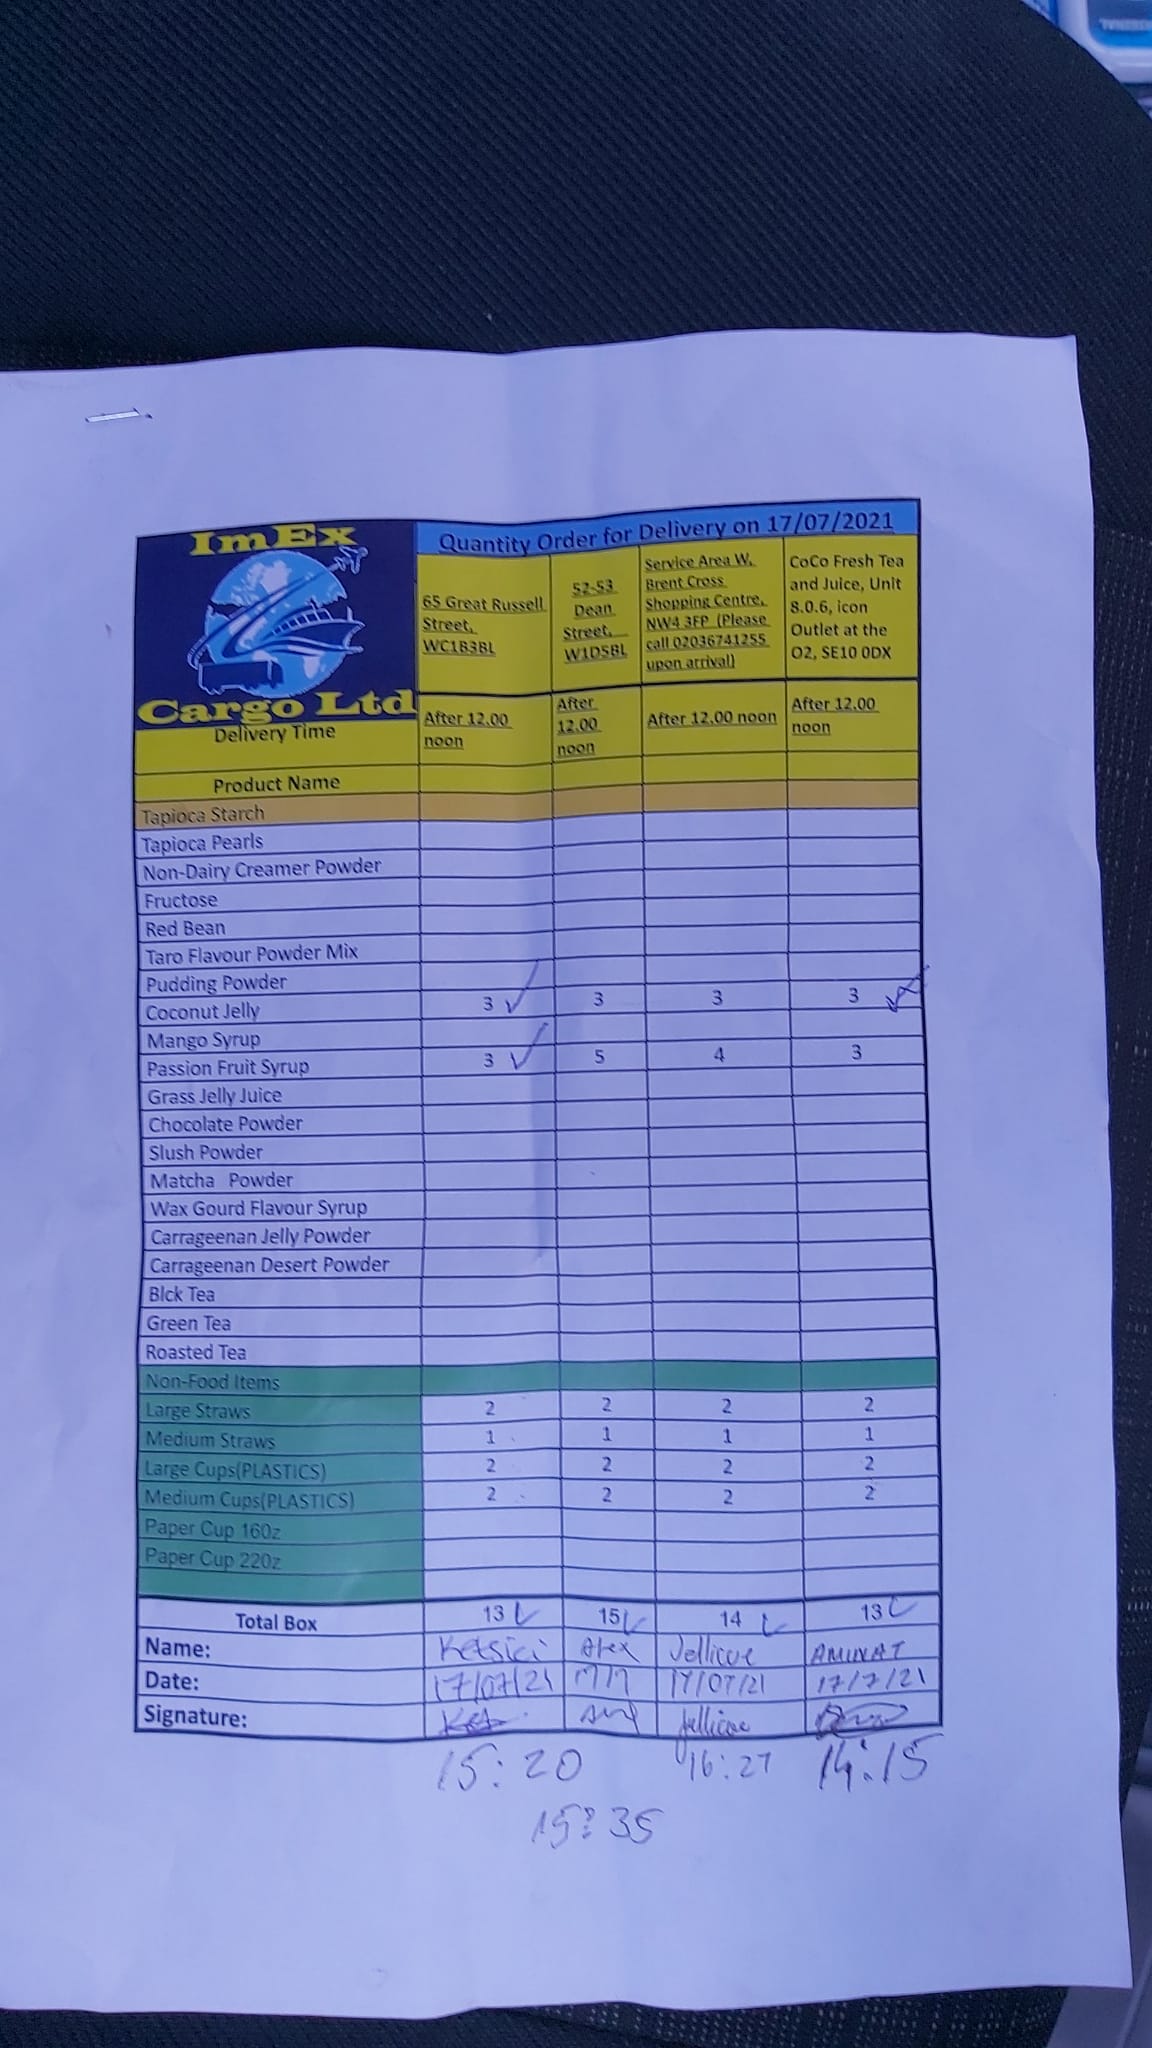 ImEx
Cargo Ltd
Quantity Order for Delivery on 17/07/2021
65 Great Russell Street, WC1B3BL
52-53 Dean Street, W1D5BL
Service Area W, Brent Cross Shopping Centre, NW4 3FP (Please call 02036741255 upon arrival)
CoCo Fresh Tea and Juice, Unit 8.0.6, icon Outlet at the O2, SE10 0DX
Delivery Time After 12.00 noon After 12.00 noon After 12.00 noon After 12.00 noon
Product Name
Tapioca Starch
Tapioca Pearls
Non-Dairy Creamer Powder
Fructose
Red Bean
Taro Flavour Powder Mix
Pudding Powder
Coconut Jelly 3 3 3 3
Mango Syrup
Passion Fruit Syrup 3 5 4 3
Grass Jelly Juice
Chocolate Powder
Slush Powder
Matcha Powder
Wax Gourd Flavour Syrup
Carrageenan Jelly Powder
Carrageenan Desert Powder
Blck Tea
Green Tea
Roasted Tea
Non-Food Items
Large Straws 2 2 2 2
Medium Straws 1 1 1 1
Large Cups(PLASTICS) 2 2 2 2
Medium Cups(PLASTICS) 2 2 2 2
Paper Cup 16oz
Paper Cup 22oz
Total Box 13 15 14 13
Name: Alex Jellicoe AMINAT
Date: 17/07/21 17/7 17/07/21 17/7/21
Signature: Jellicoe
15:20 16:27 14:15
15:35